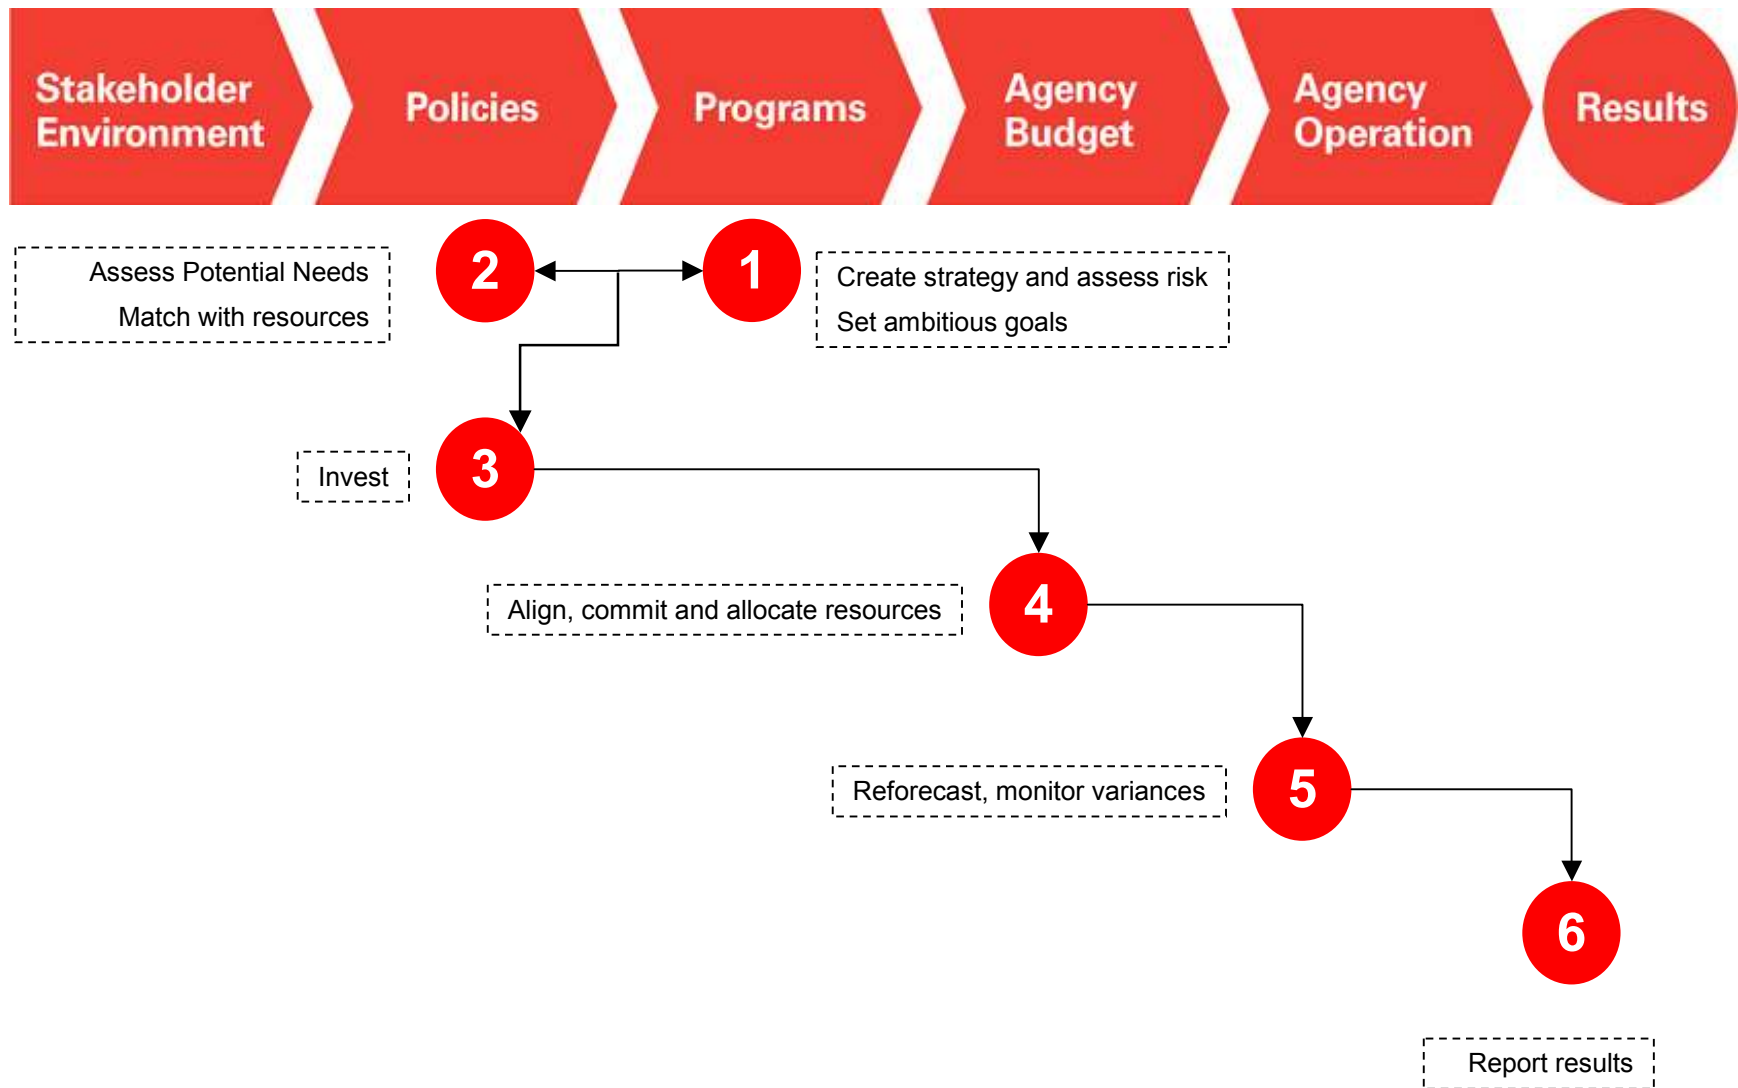 Stakeholder
Environment
Policies
Programs
Agency
Budget
Agency
Operation
Results
2
1
Assess Potential Needs
Match with resources
Create strategy and assess risk
Set ambitious goals
Invest
3
Align, commit and allocate resources
4
Reforecast, monitor variances
5
6
Report results